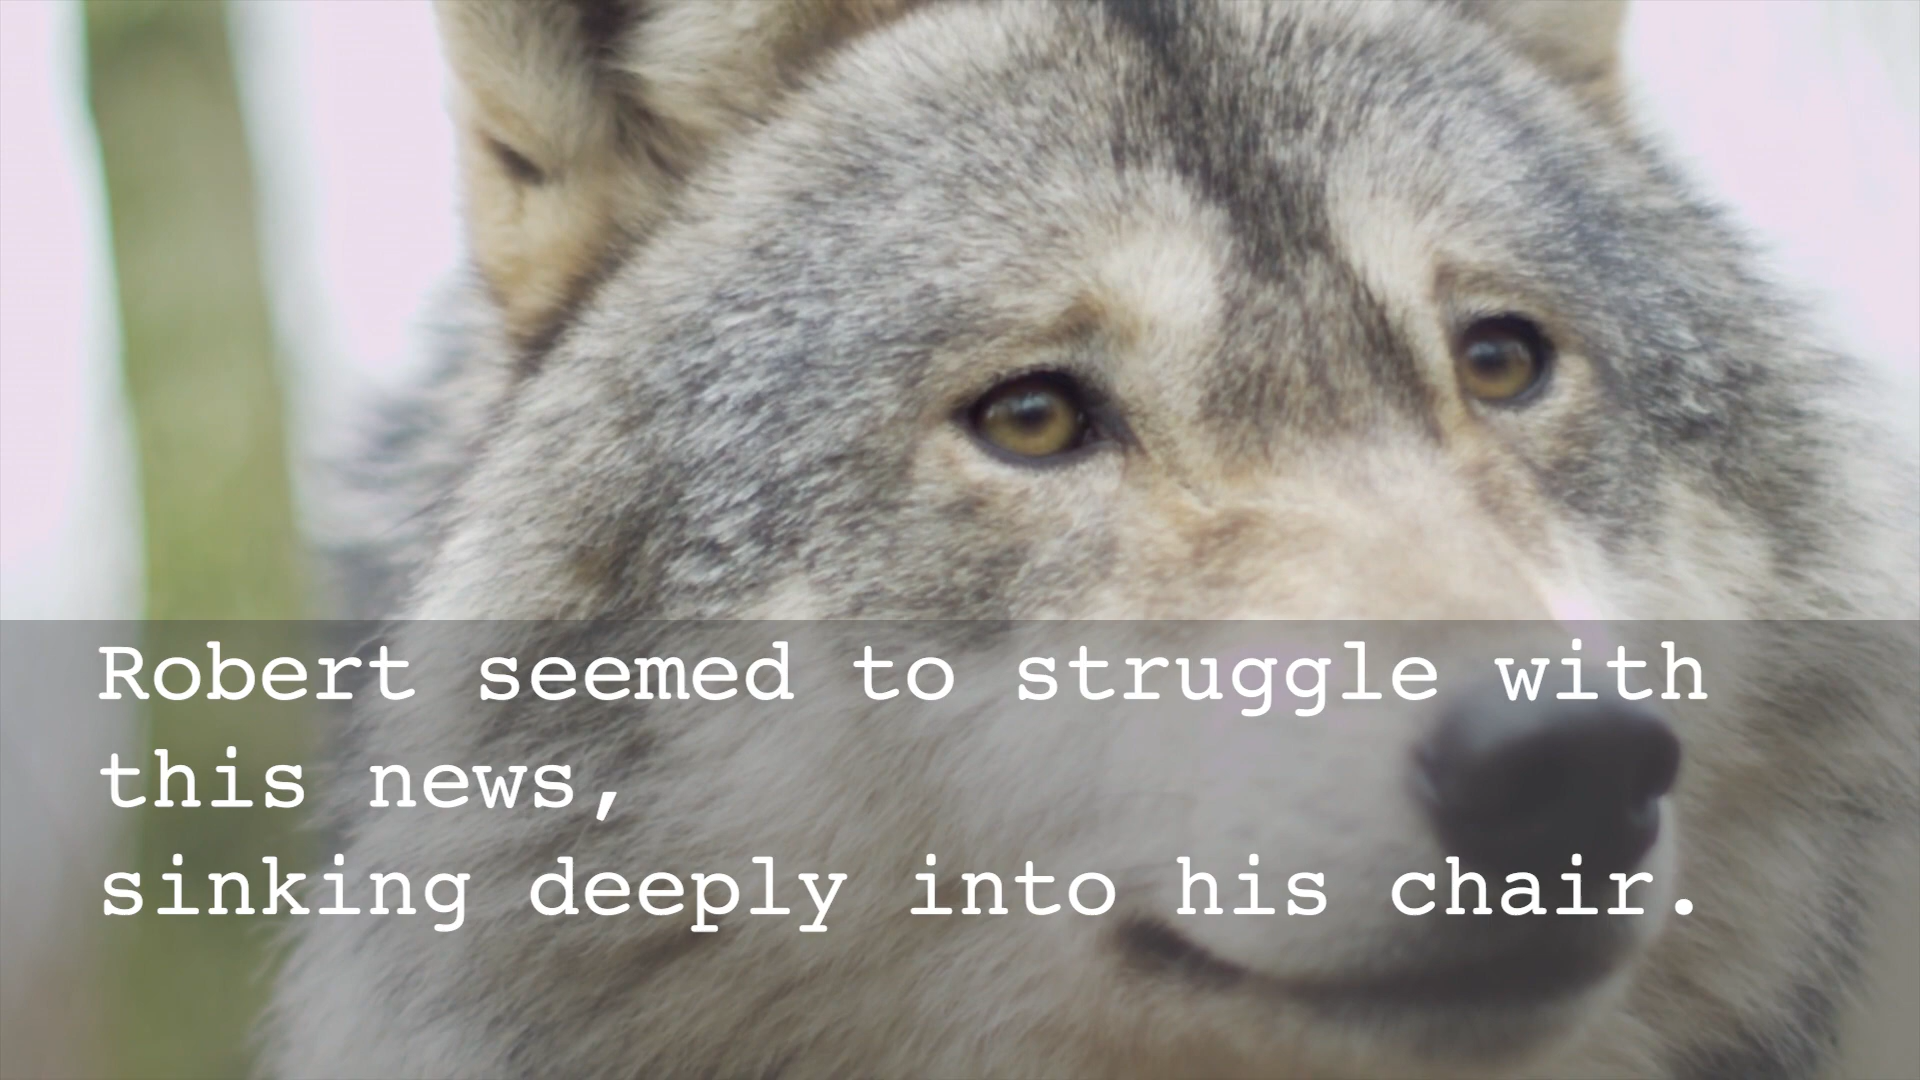 Robert seemed to struggle with
this news,
sinking deeply into his chair.